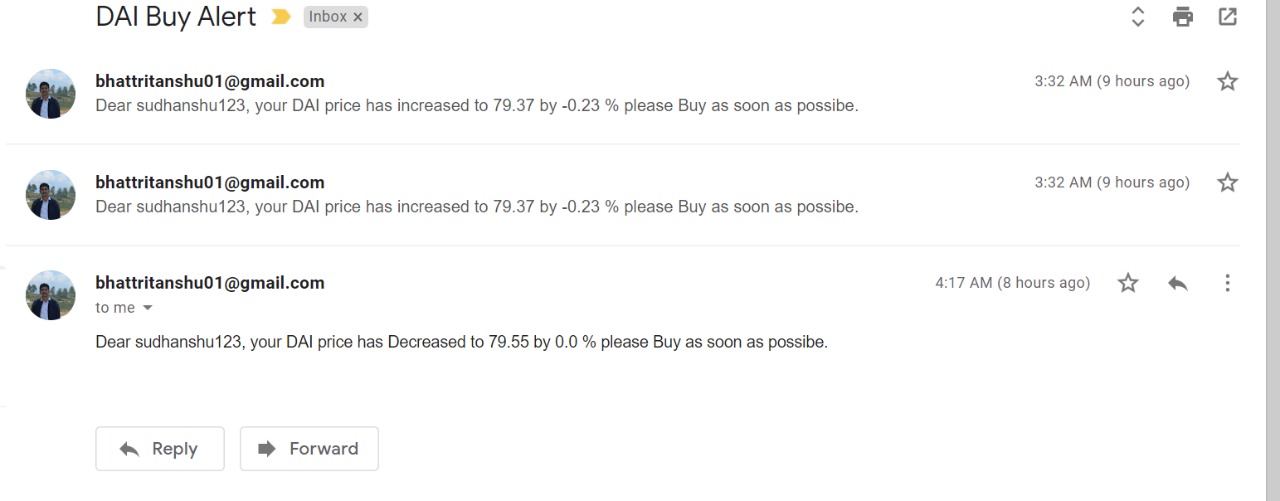 DAI Buy Alert Inbox x
bhattritanshu01@gmail.com 3:32 AM (9 hours ago)
Dear sudhanshu123, your DAI price has increased to 79.37 by -0.23 % please Buy as soon as possibe.
bhattritanshu01@gmail.com 3:32 AM (9 hours ago)
Dear sudhanshu123, your DAI price has increased to 79.37 by -0.23 % please Buy as soon as possibe.
bhattritanshu01@gmail.com 4:17 AM (8 hours ago)
to me
Dear sudhanshu123, your DAI price has Decreased to 79.55 by 0.0 % please Buy as soon as possibe.
Reply Forward